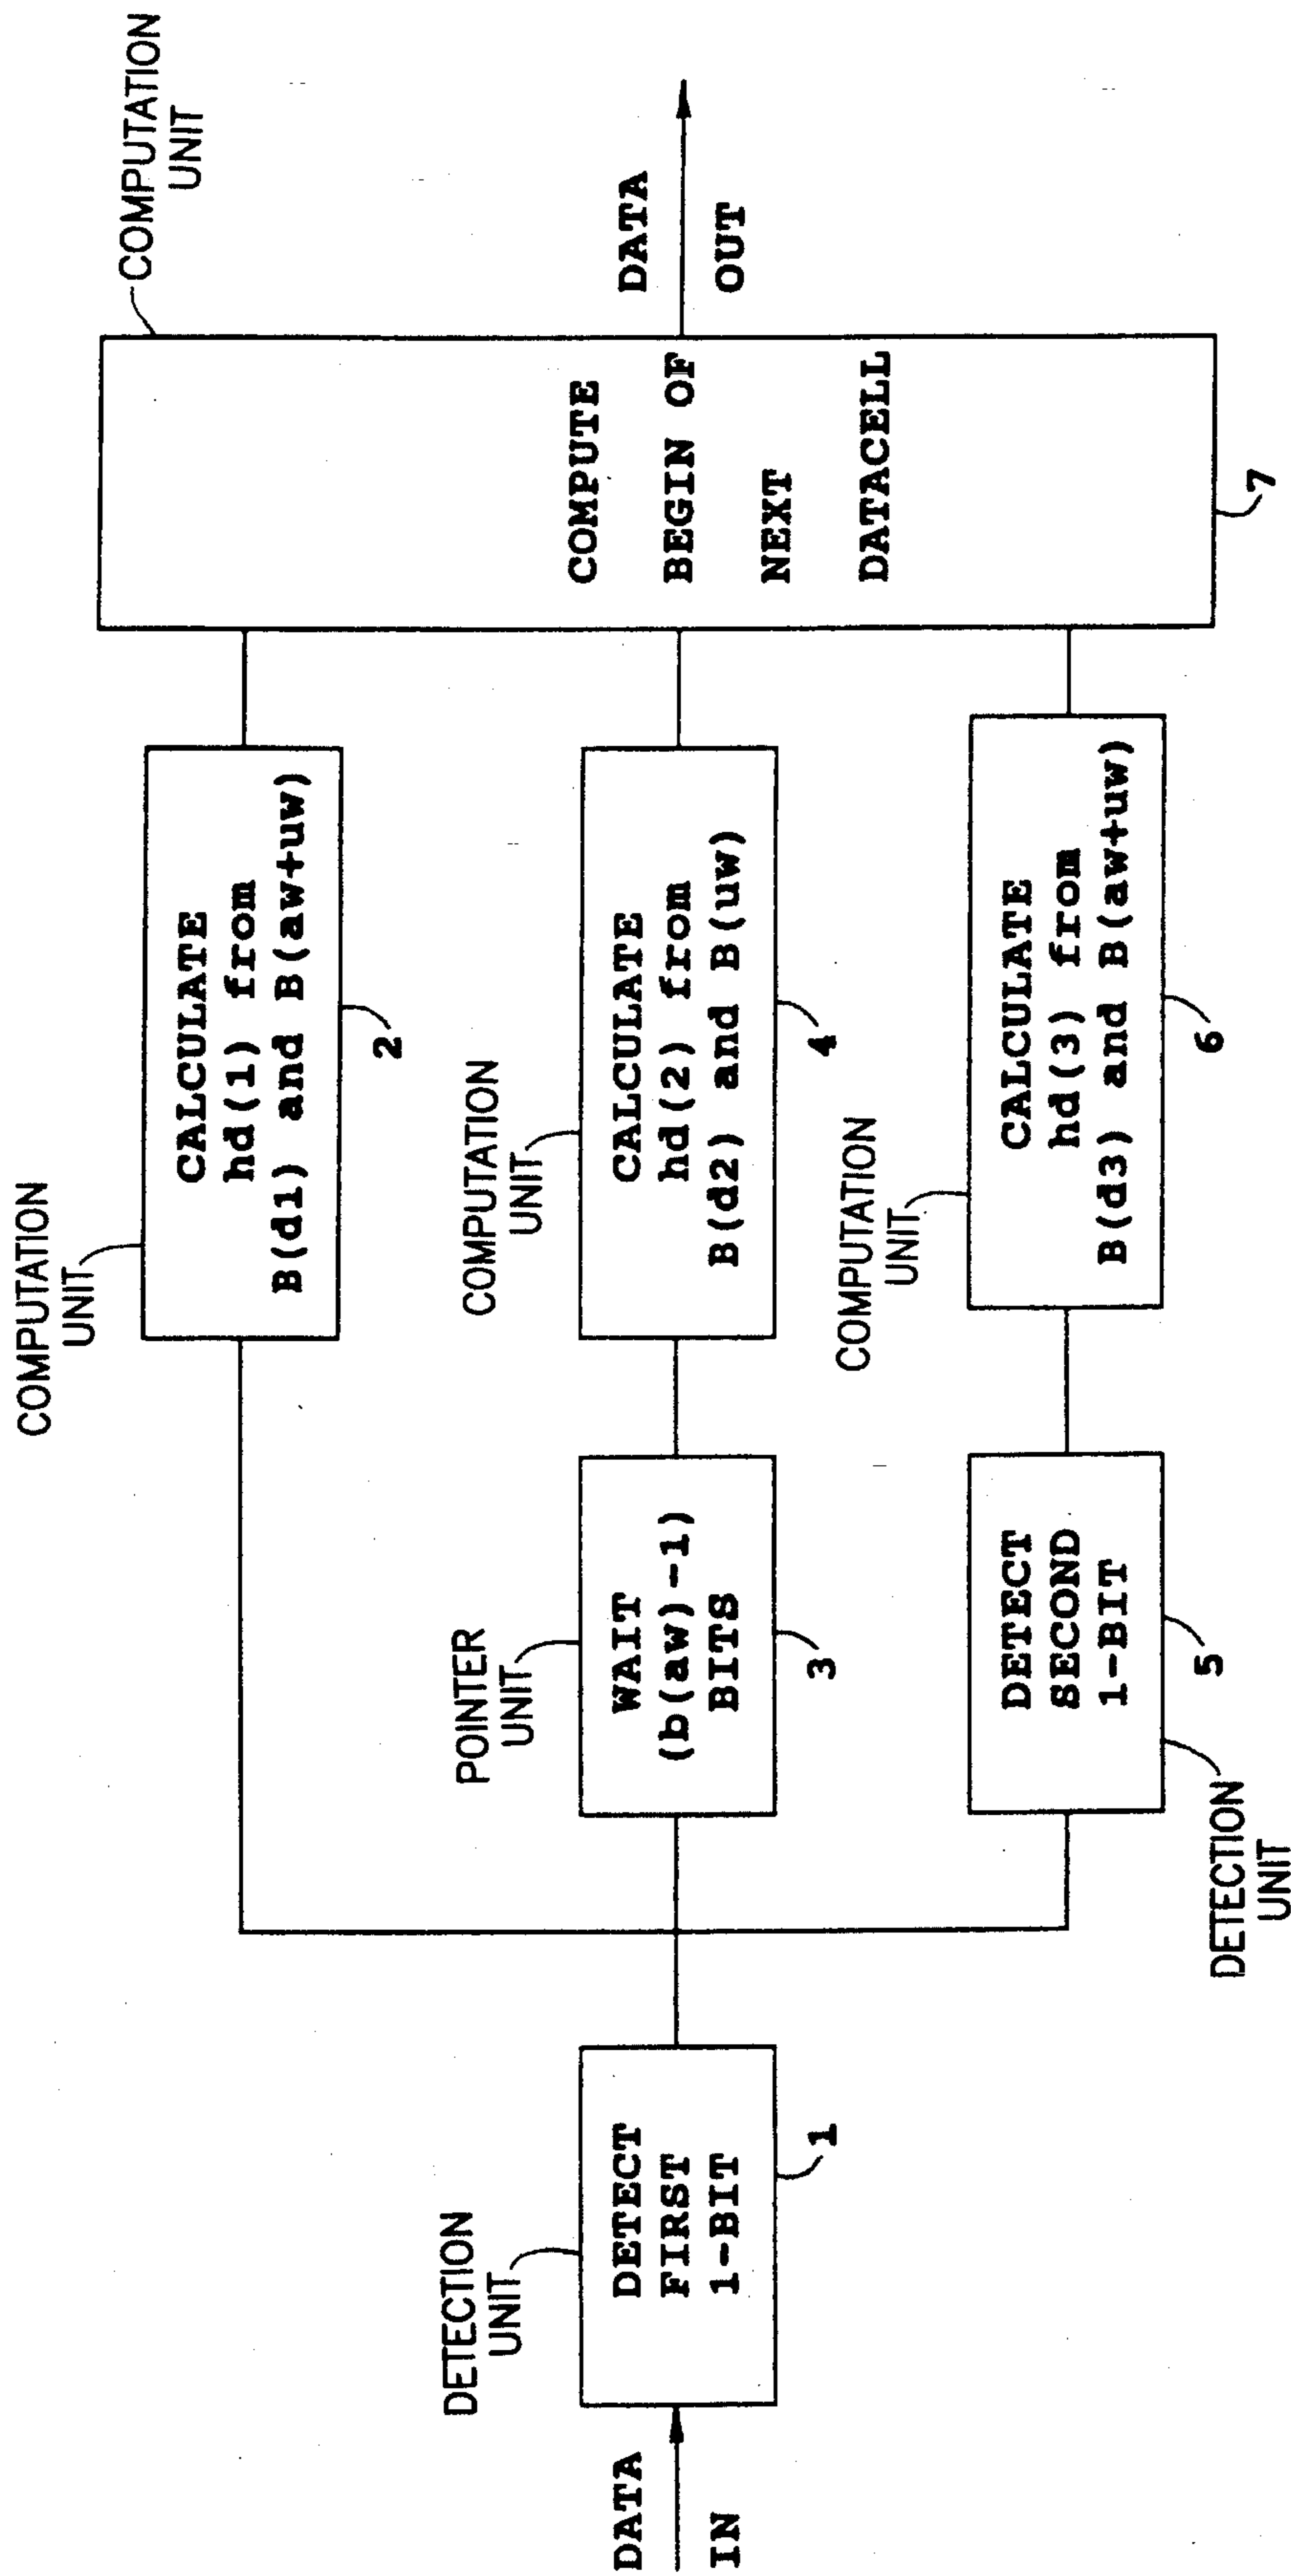 DATA
IN
DETECTION
UNIT
DETECT
FIRST
1-BIT
1
COMPUTATION
UNIT
CALCULATE
hd(1) from
B(d1) and B(aw+uw)
2
POINTER
UNIT
WAIT
(b(aw)-1)
BITS
3
COMPUTATION
UNIT
CALCULATE
hd(2) from
B(d2) and B(uw)
4
DETECT
SECOND
1-BIT
5
DETECTION
UNIT
COMPUTATION
UNIT
CALCULATE
hd(3) from
B(d3) and B(aw+uw)
6
COMPUTATION
UNIT
COMPUTE
BEGIN OF
NEXT
DATACELL
7
DATA
OUT